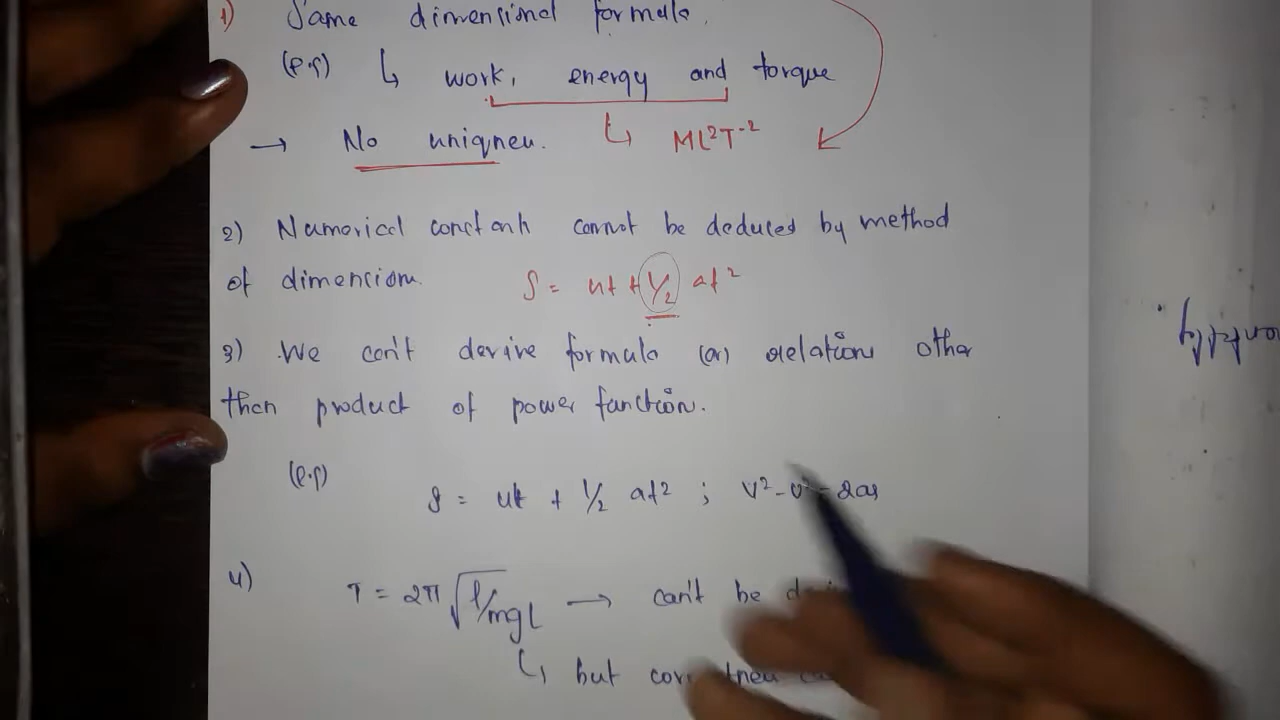 1) Same dimensional formula.
(e.g) ↳ work, energy and torque
→ No uniqnes. ↳ ML²T⁻²
2) Numerical constants cannot be deduced by method
of dimensions. S = ut + 1/2 at²
3) We can't derive formula (or) relations other
than product of power function.
(e.g)
S = ut + 1/2 at² ; V² - u² = 2as
4) T = 2π √I/mgL → can't be
↳ but